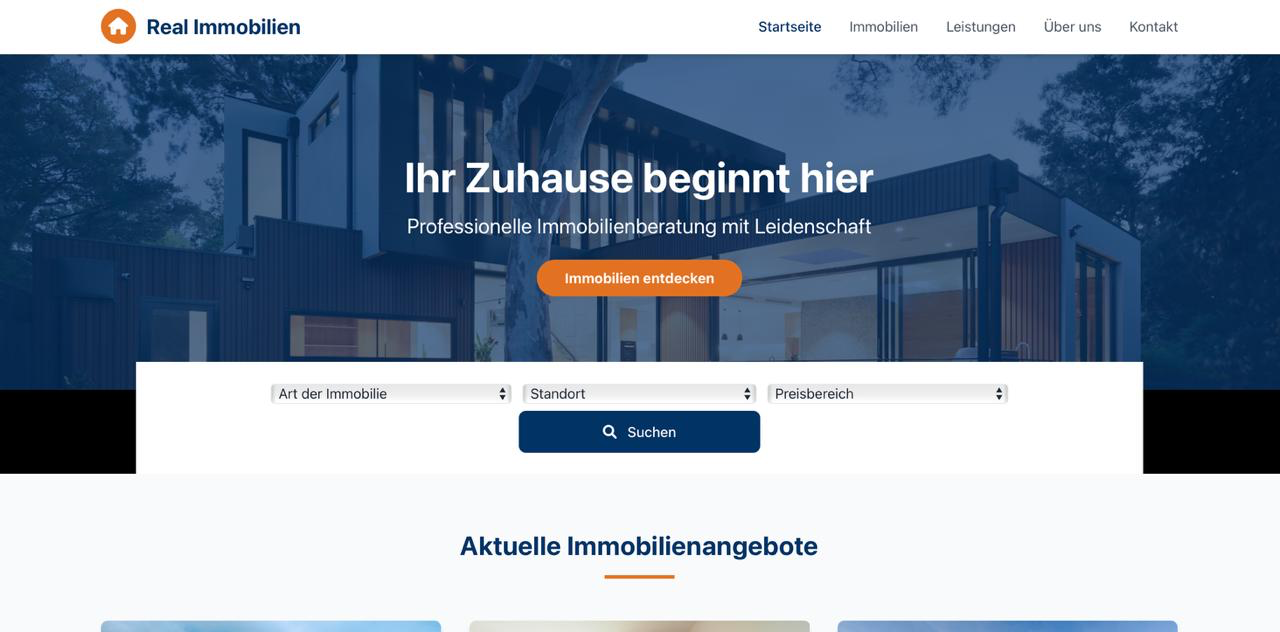 Real Immobilien
Startseite Immobilien Leistungen Über uns Kontakt
Ihr Zuhause beginnt hier
Professionelle Immobilienberatung mit Leidenschaft
Immobilien entdecken
Art der Immobilie Standort Preisbereich
Suchen
Aktuelle Immobilienangebote